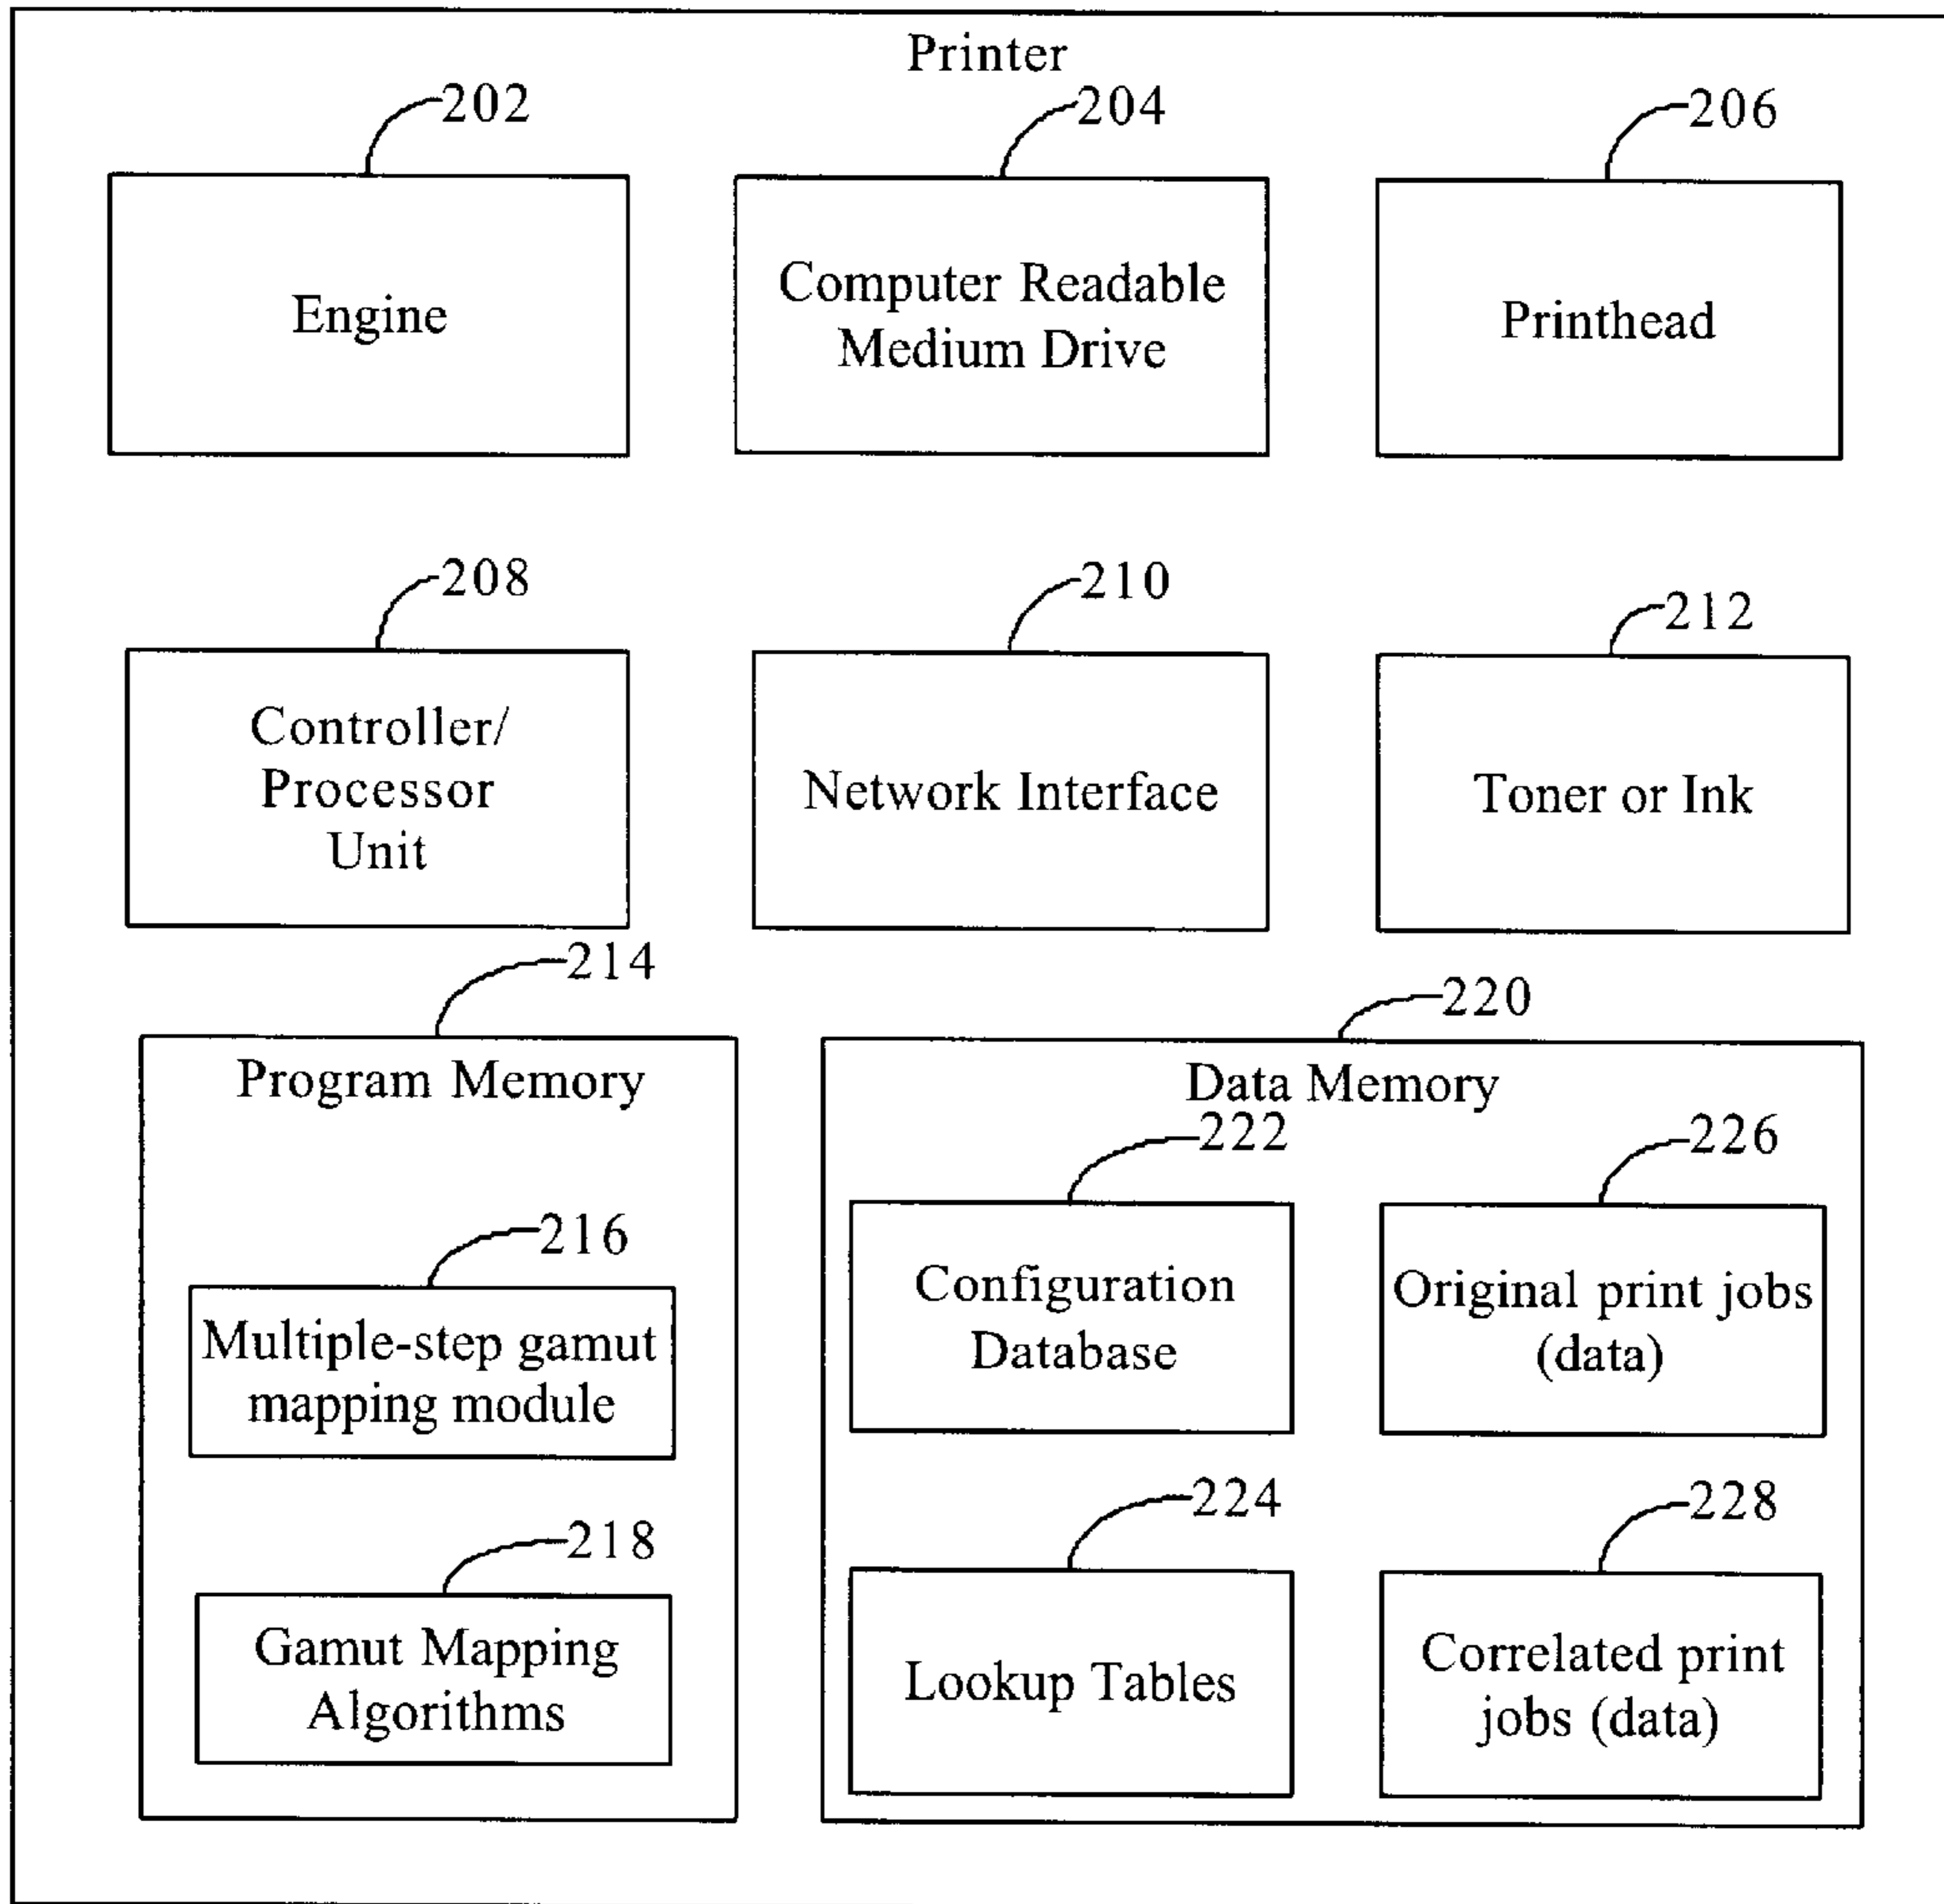 Printer
202
204
206
Engine
Computer Readable
Medium Drive
Printhead
208
210
212
Controller/
Processor
Unit
Network Interface
Toner or Ink
214
220
Program Memory
Data Memory
216
Multiple-step gamut
mapping module
218
Gamut Mapping
Algorithms
222
226
Configuration
Database
Original print jobs
(data)
224
228
Lookup Tables
Correlated print
jobs (data)